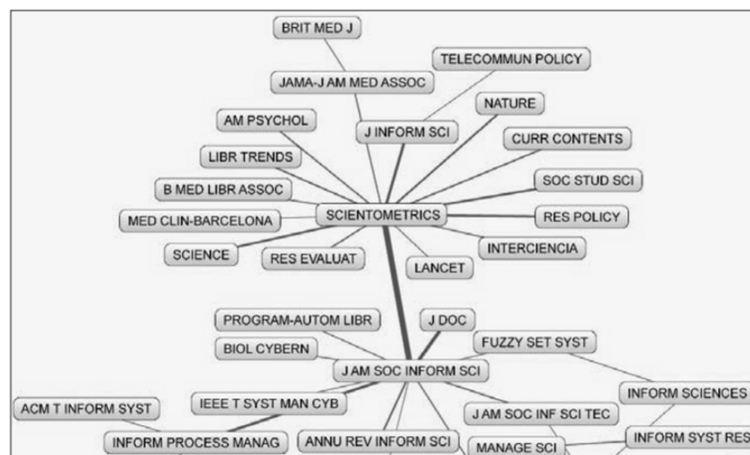 BRIT MED J
TELECOMMUN POLICY
JAMA-J AM MED ASSOC
NATURE
AM PSYCHOL
J INFORM SCI
CURR CONTENTS
LIBR TRENDS
SOC STUD SCI
B MED LIBR ASSOC
SCIENTOMETRICS
RES POLICY
MED CLIN-BARCELONA
INTERCIENCIA
SCIENCE
RES EVALUAT
LANCET
PROGRAM-AUTOM LIBR
J DOC
FUZZY SET SYST
BIOL CYBERN
J AM SOC INFORM SCI
INFORM SCIENCES
IEEE T SYST MAN CYB
ACM T INFORM SYST
J AM SOC INF SCI TEC
INFORM PROCESS MANAG
ANNU REV INFORM SCI
MANAGE SCI
INFORM SYST RES